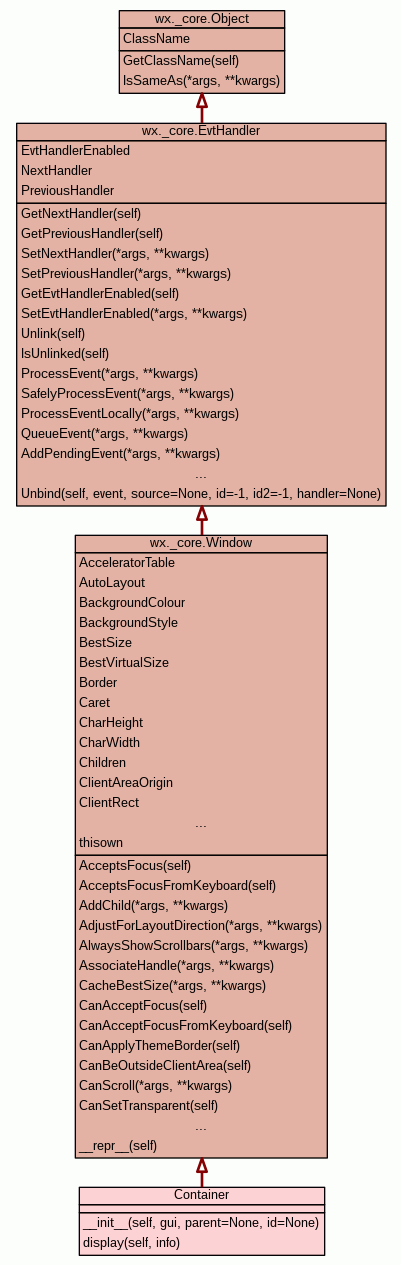 wx._core.Object
ClassName
GetClassName(self)
IsSameAs(*args, **kwargs)
wx._core.EvtHandler
EvtHandlerEnabled
NextHandler
PreviousHandler
GetNextHandler(self)
GetPreviousHandler(self)
SetNextHandler(*args, **kwargs)
SetPreviousHandler(*args, **kwargs)
GetEvtHandlerEnabled(self)
SetEvtHandlerEnabled(*args, **kwargs)
Unlink(self)
IsUnlinked(self)
ProcessEvent(*args, **kwargs)
SafelyProcessEvent(*args, **kwargs)
ProcessEventLocally(*args, **kwargs)
QueueEvent(*args, **kwargs)
AddPendingEvent(*args, **kwargs)
...
Unbind(self, event, source=None, id=-1, id2=-1, handler=None)
wx._core.Window
AcceleratorTable
AutoLayout
BackgroundColour
BackgroundStyle
BestSize
BestVirtualSize
Border
Caret
CharHeight
CharWidth
Children
ClientAreaOrigin
ClientRect
...
thisown
AcceptsFocus(self)
AcceptsFocusFromKeyboard(self)
AddChild(*args, **kwargs)
AdjustForLayoutDirection(*args, **kwargs)
AlwaysShowScrollbars(*args, **kwargs)
AssociateHandle(*args, **kwargs)
CacheBestSize(*args, **kwargs)
CanAcceptFocus(self)
CanAcceptFocusFromKeyboard(self)
CanApplyThemeBorder(self)
CanBeOutsideClientArea(self)
CanScroll(*args, **kwargs)
CanSetTransparent(self)
...
__repr__(self)
Container
__init__(self, gui, parent=None, id=None)
display(self, info)